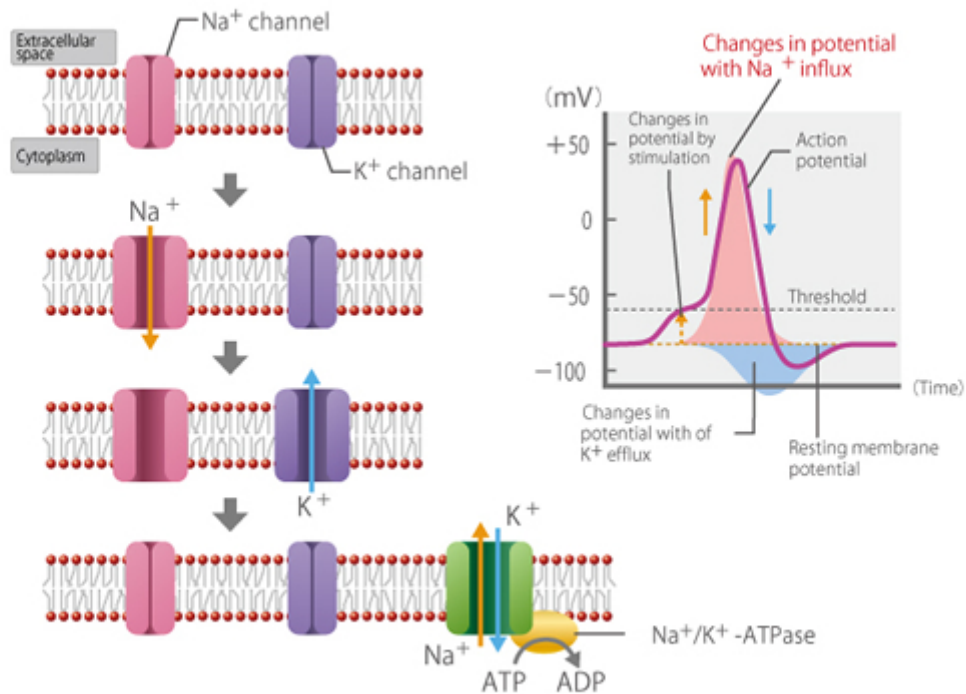 Extracellular
space
Na⁺ channel
Cytoplasm
K⁺ channel
Na⁺
K⁺
K⁺
Na⁺
ATP
ADP
Na⁺/K⁺ -ATPase
Changes in potential
with Na⁺ influx
(mV)
Changes in
potential by
stimulation
Action
potential
+50
0
−50
−100
Threshold
(Time)
Changes in
potential with of
K⁺ efflux
Resting membrane
potential